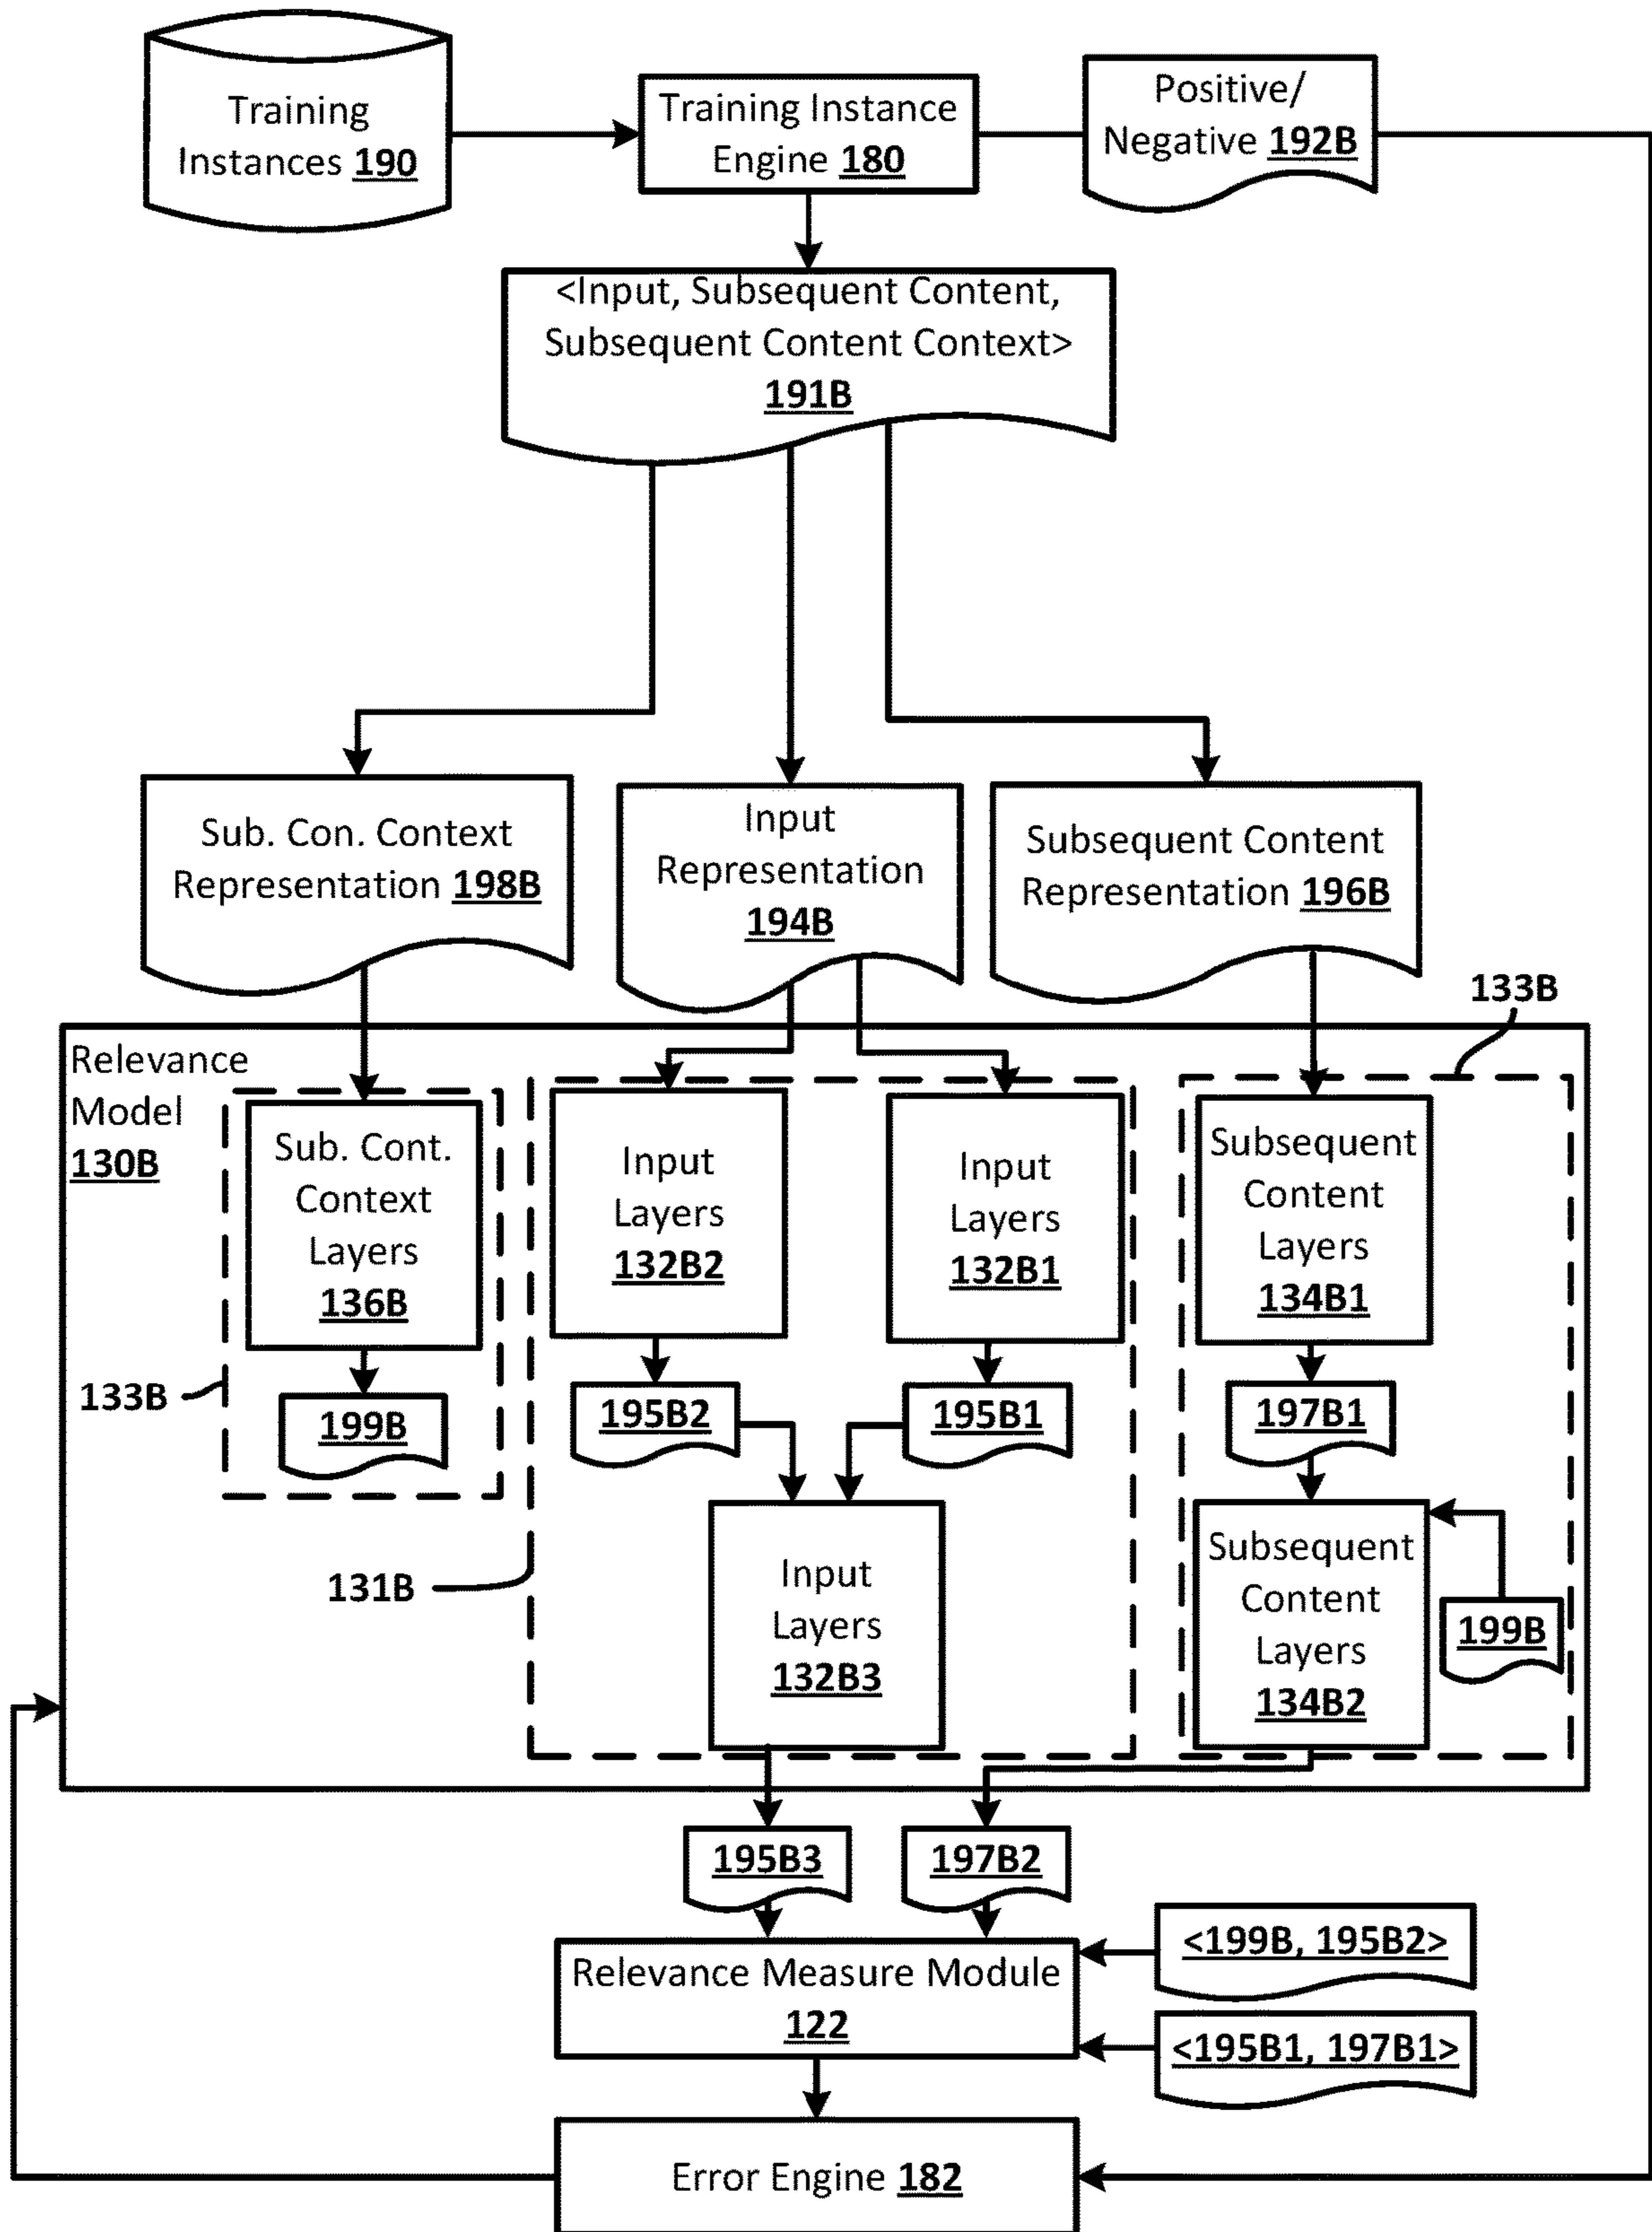 Training
Instances 190
Training Instance
Engine 180
Positive/
Negative 192B
<Input, Subsequent Content,
Subsequent Content Context>
191B
Sub. Con. Context
Representation 198B
Input
Representation
194B
Subsequent Content
Representation 196B
133B
Relevance
Model
130B
Sub. Cont.
Context
Layers
136B
Input
Layers
132B2
Input
Layers
132B1
Subsequent
Content
Layers
134B1
133B
199B
195B2
195B1
197B1
131B
Input
Layers
132B3
Subsequent
Content
Layers
134B2
199B
195B3
197B2
Relevance Measure Module
122
<199B, 195B2>
<195B1, 197B1>
Error Engine 182